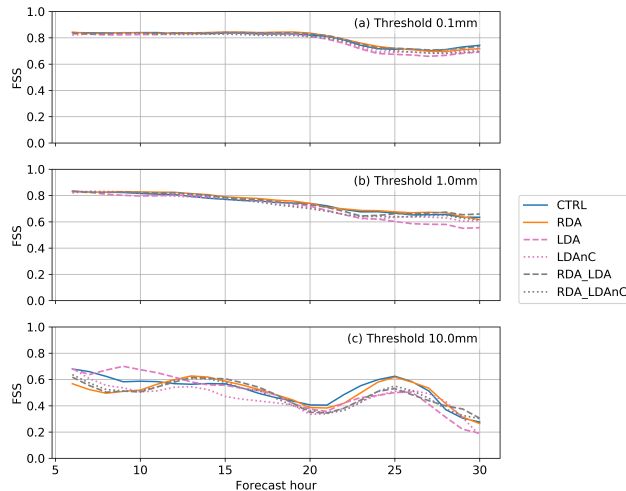 (a) Threshold 0.1mm
1.0
0.8
0.6
0.4
0.2
0.0
FSS
(b) Threshold 1.0mm
1.0
0.8
0.6
0.4
0.2
0.0
FSS
CTRL
RDA
LDA
LDAnC
RDA_LDA
RDA_LDAnC
(c) Threshold 10.0mm
1.0
0.8
0.6
0.4
0.2
0.0
FSS
5 10 15 20 25 30
Forecast hour